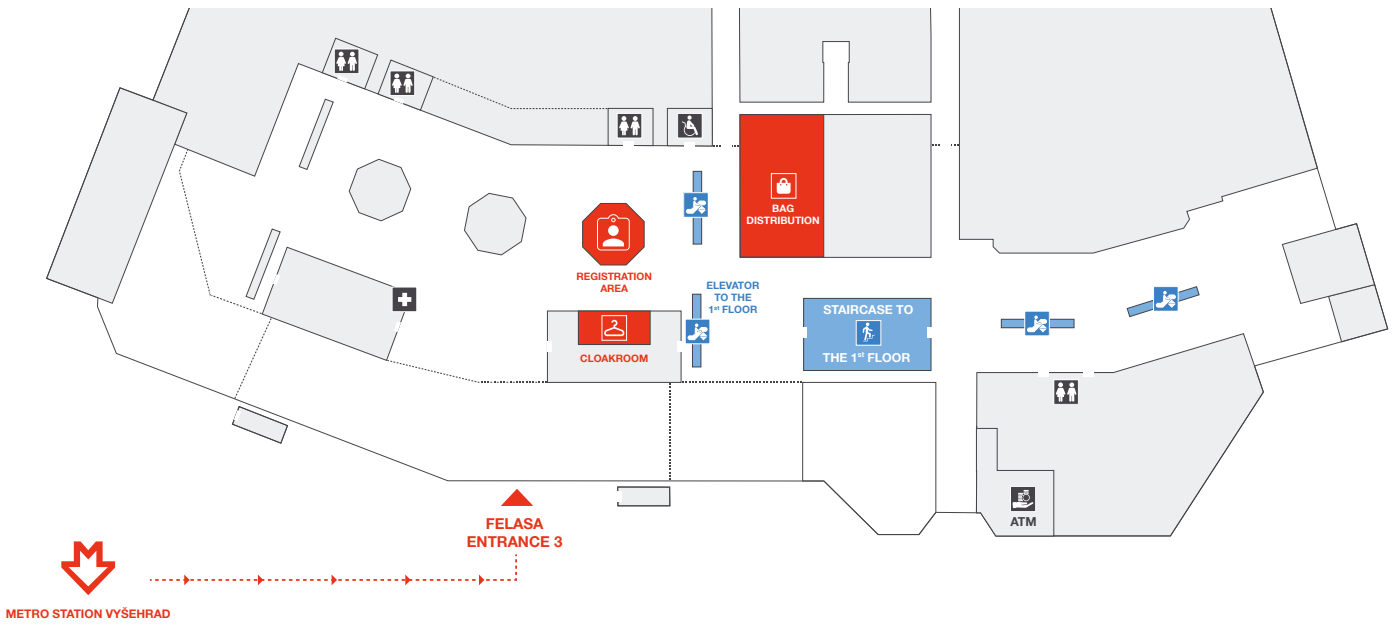 BAG
DISTRIBUTION
REGISTRATION
AREA
ELEVATOR
TO THE
1st FLOOR
STAIRCASE TO
THE 1st FLOOR
CLOAKROOM
ATM
FELASA
ENTRANCE 3
M
METRO STATION VYŠEHRAD